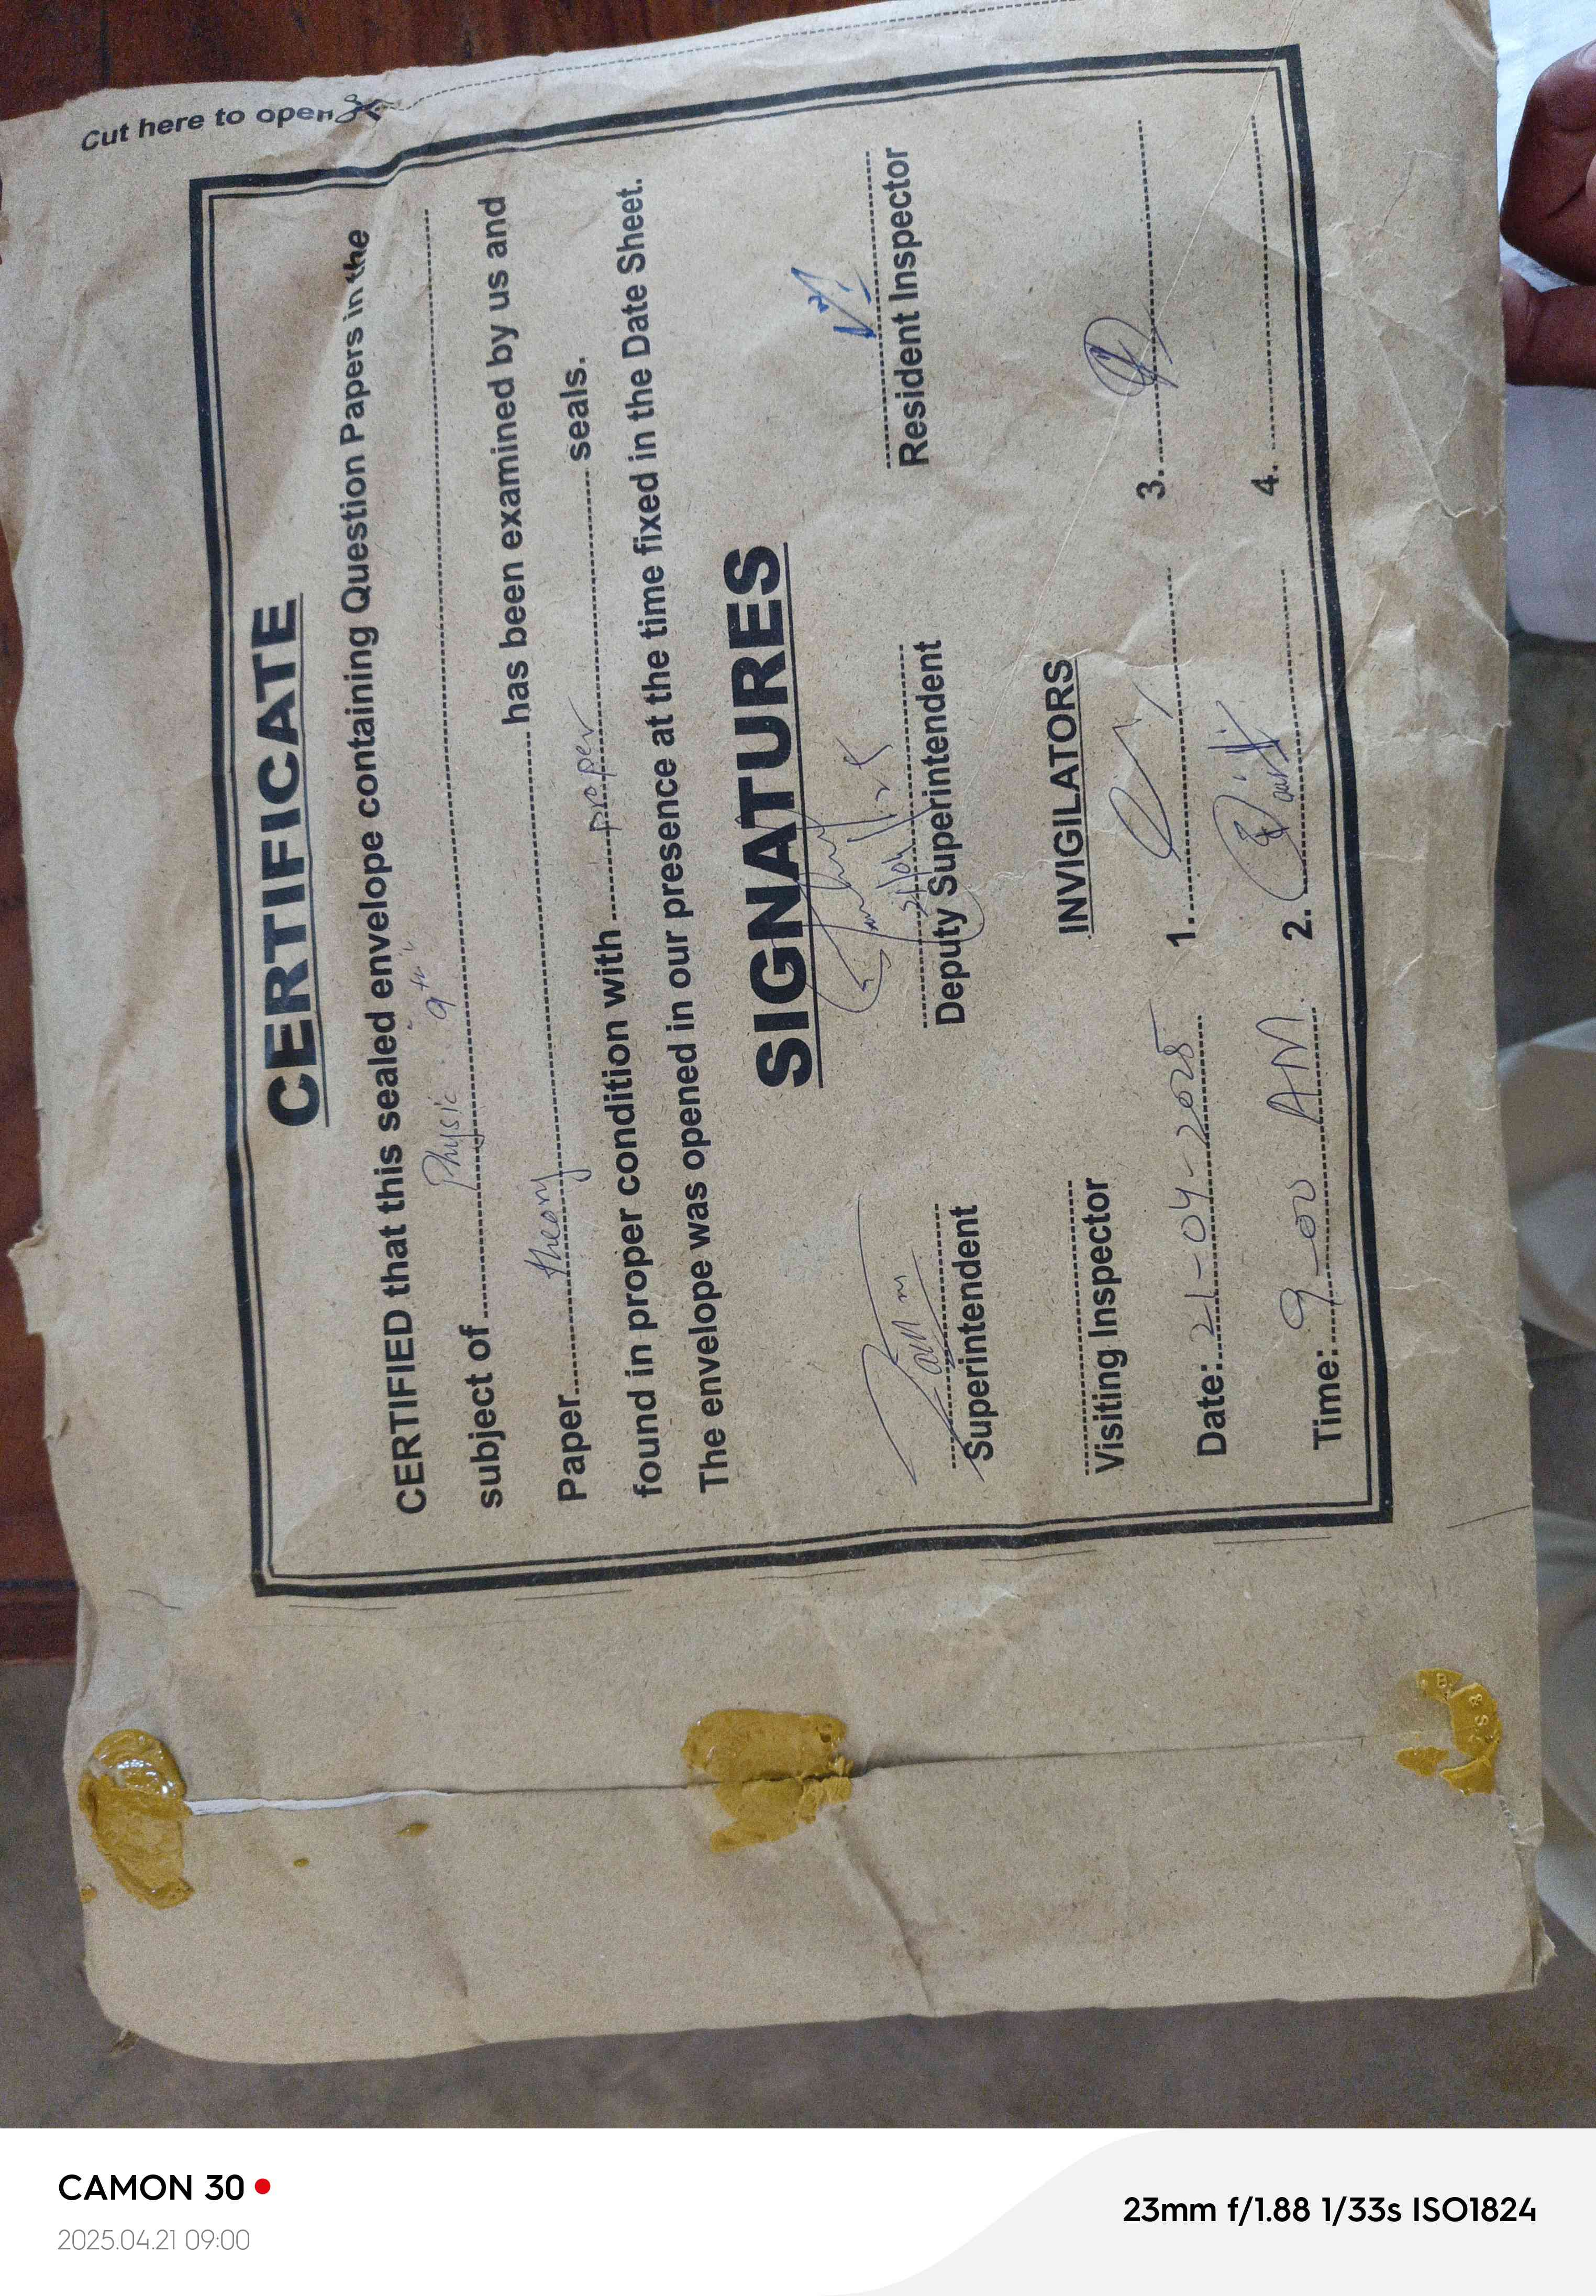 Cut here to open
CERTIFICATE
CERTIFIED that this sealed envelope containing Question Papers in the
subject of Physic 9th
Paper theory has been examined by us and
found in proper condition with proper seals.
The envelope was opened in our presence at the time fixed in the Date Sheet.
SIGNATURES
Superintendent Deputy Superintendent Resident Inspector
Visiting Inspector INVIGILATORS
Date: 21-04-2025 1. 3.
Time: 9-00 AM 2. 4.
CAMON 30
2025.04.21 09:00
23mm f/1.88 1/33s ISO1824